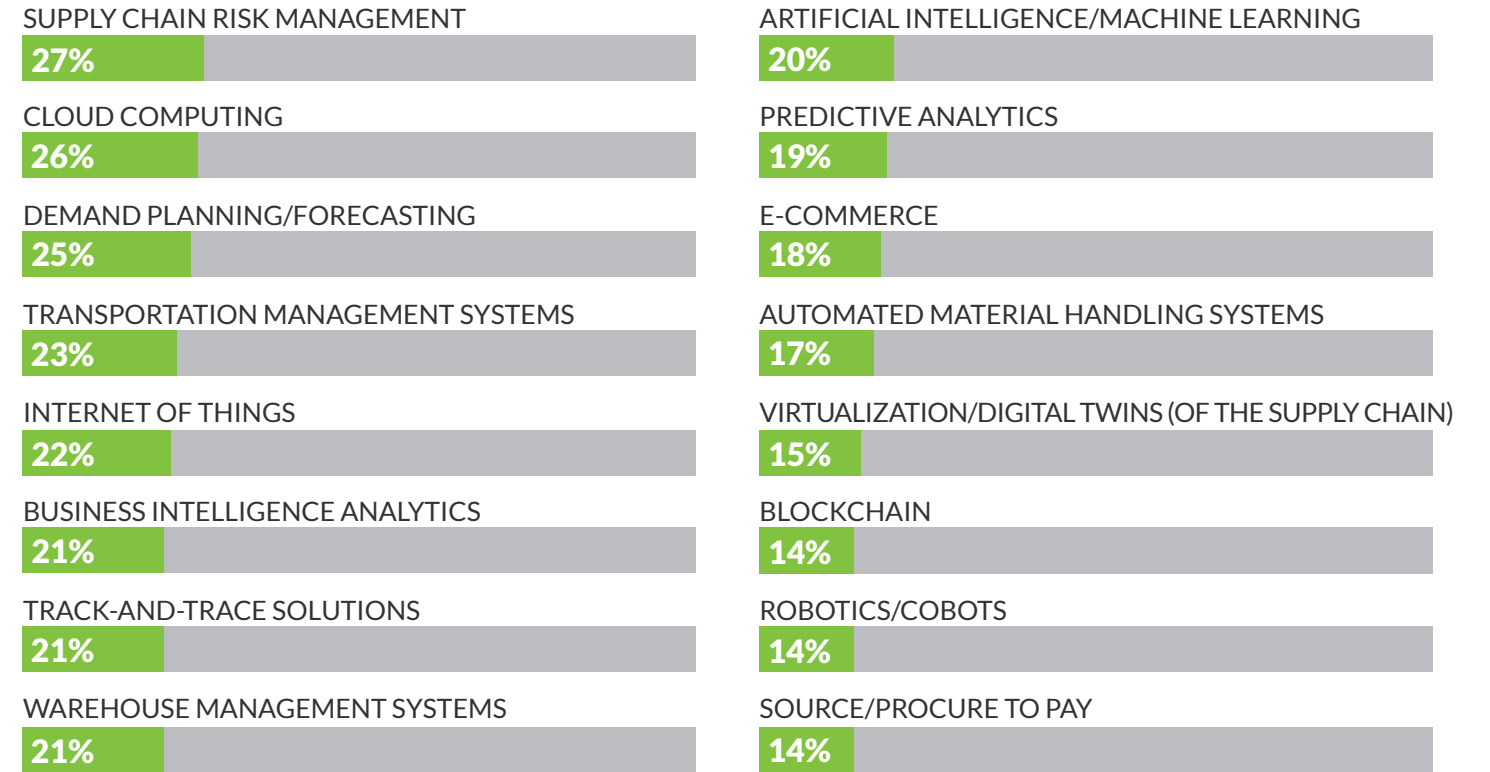 SUPPLY CHAIN RISK MANAGEMENT
27%
CLOUD COMPUTING
26%
DEMAND PLANNING/FORECASTING
25%
TRANSPORTATION MANAGEMENT SYSTEMS
23%
INTERNET OF THINGS
22%
BUSINESS INTELLIGENCE ANALYTICS
21%
TRACK-AND-TRACE SOLUTIONS
21%
WAREHOUSE MANAGEMENT SYSTEMS
21%
ARTIFICIAL INTELLIGENCE/MACHINE LEARNING
20%
PREDICTIVE ANALYTICS
19%
E-COMMERCE
18%
AUTOMATED MATERIAL HANDLING SYSTEMS
17%
VIRTUALIZATION/DIGITAL TWINS (OF THE SUPPLY CHAIN)
15%
BLOCKCHAIN
14%
ROBOTICS/COBOTS
14%
SOURCE/PROCURE TO PAY
14%